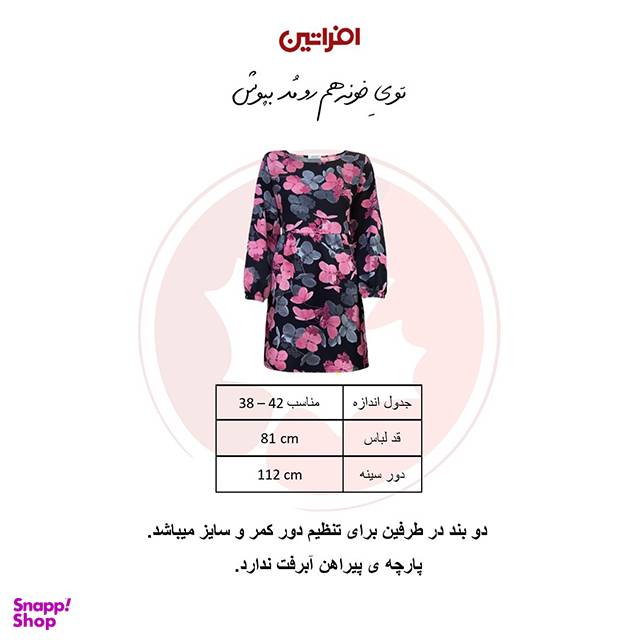 افراتین
تویِ خونه هم رو مُد بپوش
جدول اندازه مناسب 42 – 38
قد لباس 81 cm
دور سینه 112 cm
دو بند در طرفین برای تنظیم دور کمر و سایز میباشد.
پارچه ی پیراهن آبرفت ندارد.
Snapp!
Shop